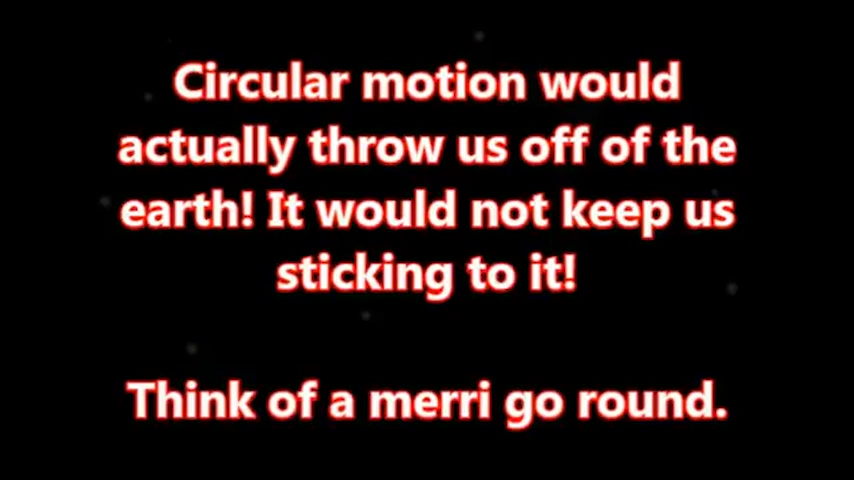 Circular motion would
actually throw us off of the
earth! It would not keep us
sticking to it!
Think of a merri go round.